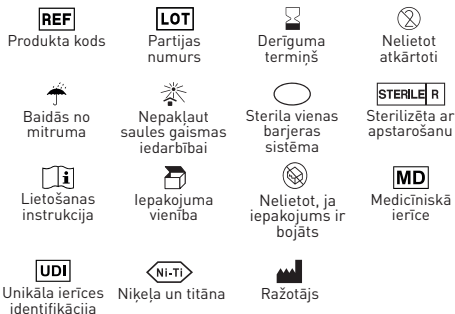 REF
LOT
Produkta kods
Partijas
numurs
Derīguma
termiņš
2
Nelietot
atkārtoti
STERILE R
Baidās no
mitruma
Nepakļaut
saules gaismas
iedarbībai
Sterila vienas
barjeras
sistēma
Sterilizēta ar
apstarošanu
i
MD
Lietošanas
instrukcija
Iepakojuma
vienība
Nelietot, ja
iepakojums ir
bojāts
Medicīniskā
ierīce
UDI
Ni-Ti
Unikāla ierīces
identifikācija
Niķeļa un titāna
Ražotājs